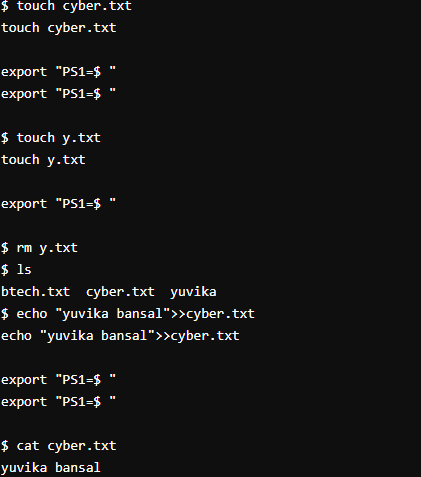 $ touch cyber.txt
touch cyber.txt
export "PS1=$ "
export "PS1=$ "
$ touch y.txt
touch y.txt
export "PS1=$ "
$ rm y.txt
$ ls
btech.txt  cyber.txt  yuvika
$ echo "yuvika bansal">>cyber.txt
echo "yuvika bansal">>cyber.txt
export "PS1=$ "
export "PS1=$ "
$ cat cyber.txt
yuvika bansal